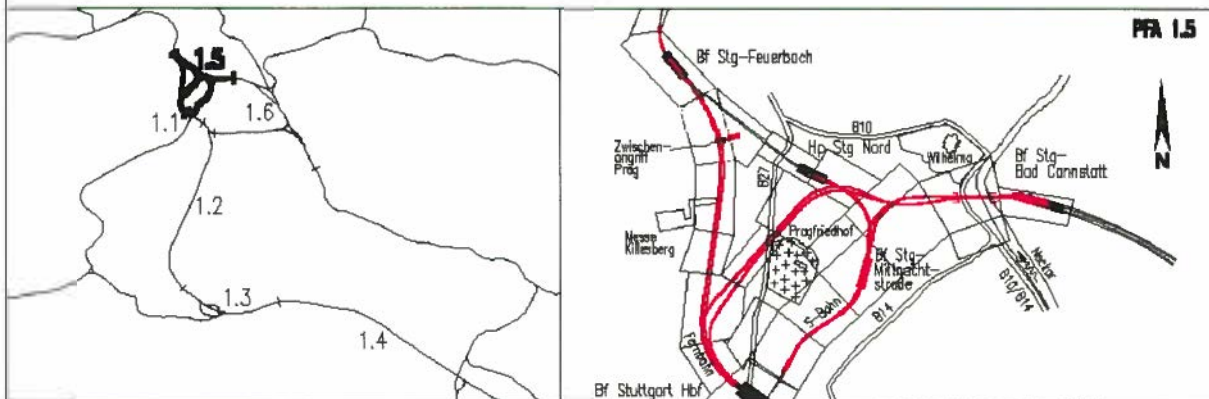 1.5
1.1
1.6
1.2
1.3
1.4
PFA 1.5
Bf Stg-Feuerbach
Zwischen-
angriff
Prag
B10
Hp Stg Nord
Wilhelma
Bf Stg-
Bad Cannstatt
B27
N
Messe
Killesberg
Pragfriedhof
Bf Stg-
Mittnacht-
straße
Neckar
B10/B14
S-Bahn
B14
Fernbahn
Bf Stuttgart Hbf